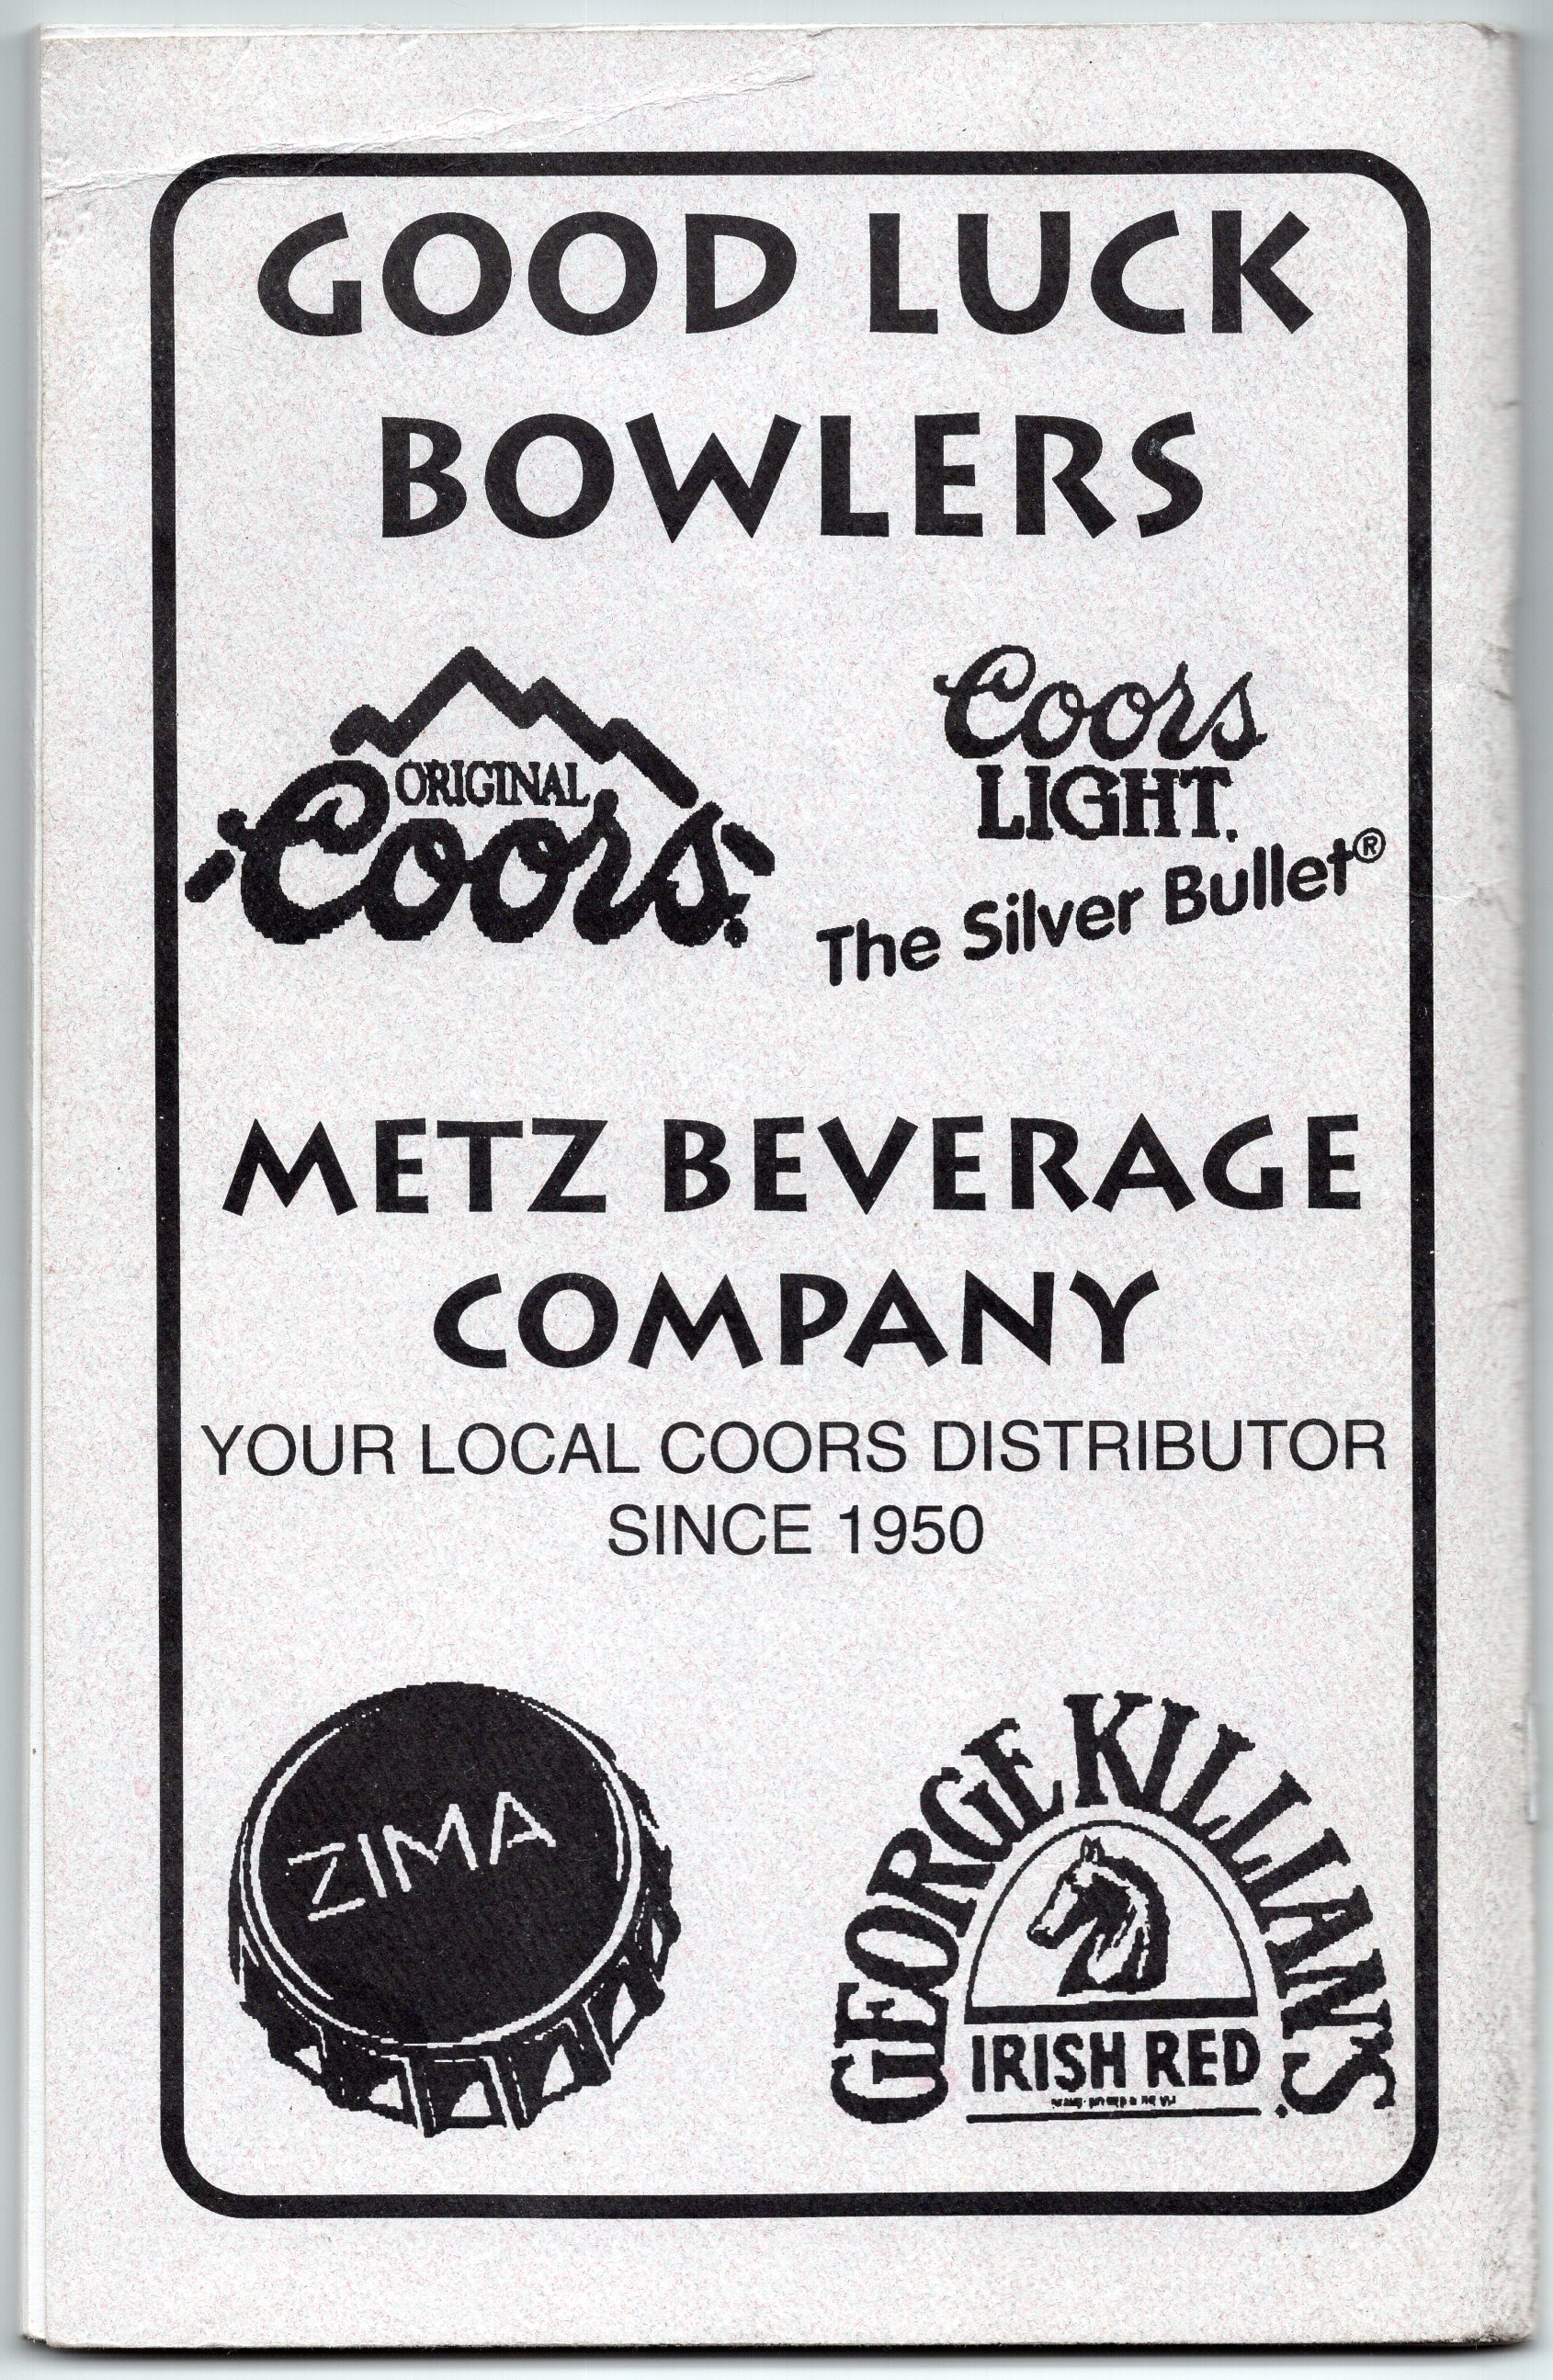 GOOD LUCK
BOWLERS
ORIGINAL
Coors
Coors
LIGHT.
The Silver Bullet®
METZ BEVERAGE
COMPANY
YOUR LOCAL COORS DISTRIBUTOR
SINCE 1950
ZIMA
GEORGE KILLIAN'S
IRISH RED